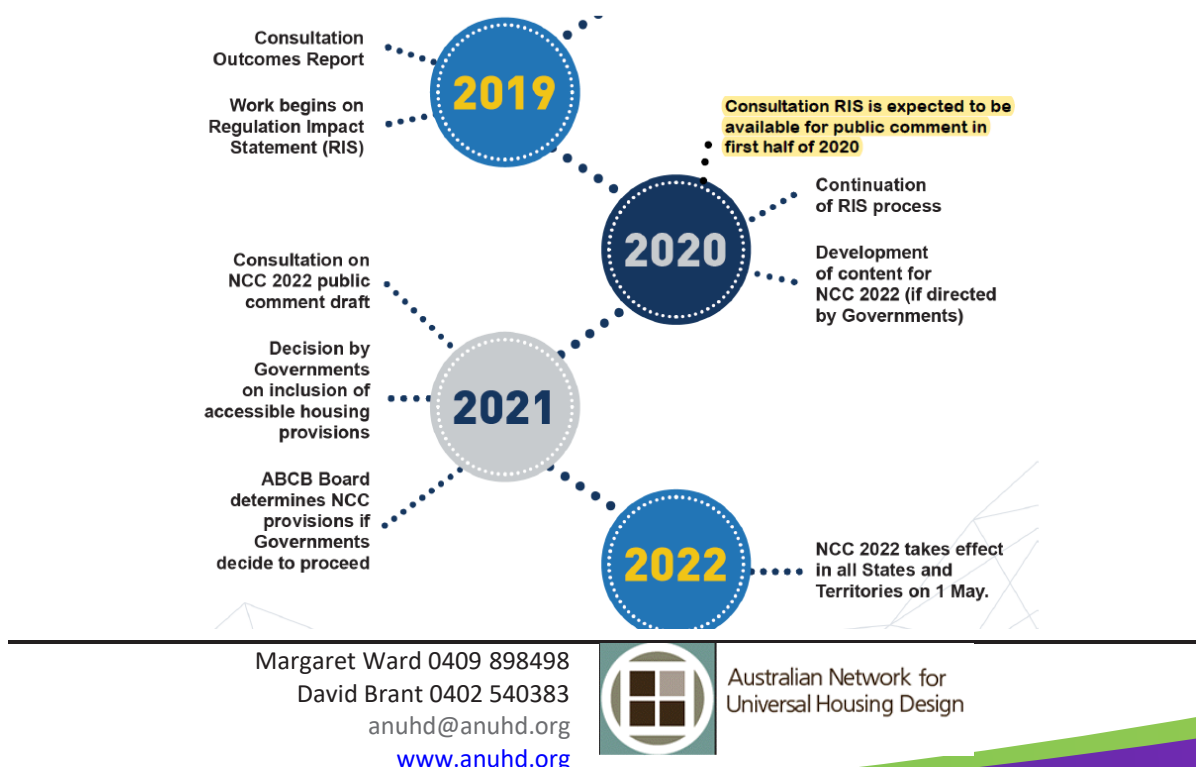 Consultation
Outcomes Report
2019
Work begins on
Regulation Impact
Statement (RIS)
Consultation RIS is expected to be
available for public comment in
first half of 2020
Continuation
of RIS process
2020
Development
of content for
NCC 2022 (if directed
by Governments)
Consultation on
NCC 2022 public
comment draft
Decision by
Governments
on inclusion of
accessible housing
provisions
2021
ABCB Board
determines NCC
provisions if
Governments
decide to proceed
2022
NCC 2022 takes effect
in all States and
Territories on 1 May.
Margaret Ward 0409 898498
David Brant 0402 540383
anuhd@anuhd.org
www.anuhd.org
Australian Network for
Universal Housing Design